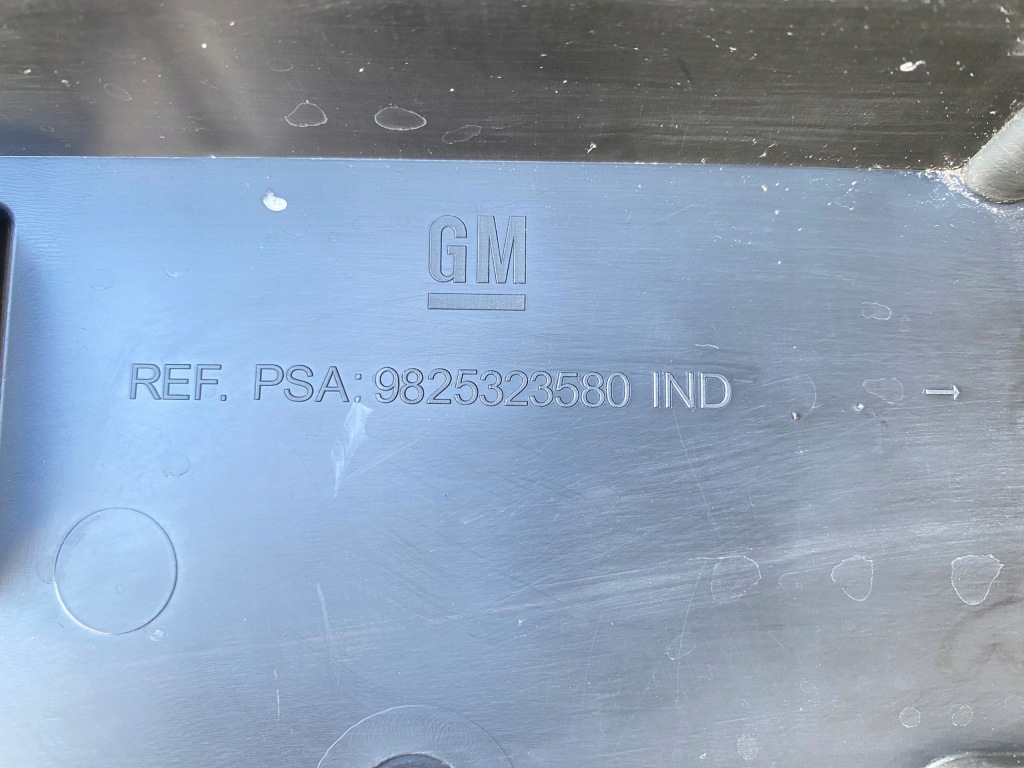 GM
REF. PSA: 9825323580 IND →